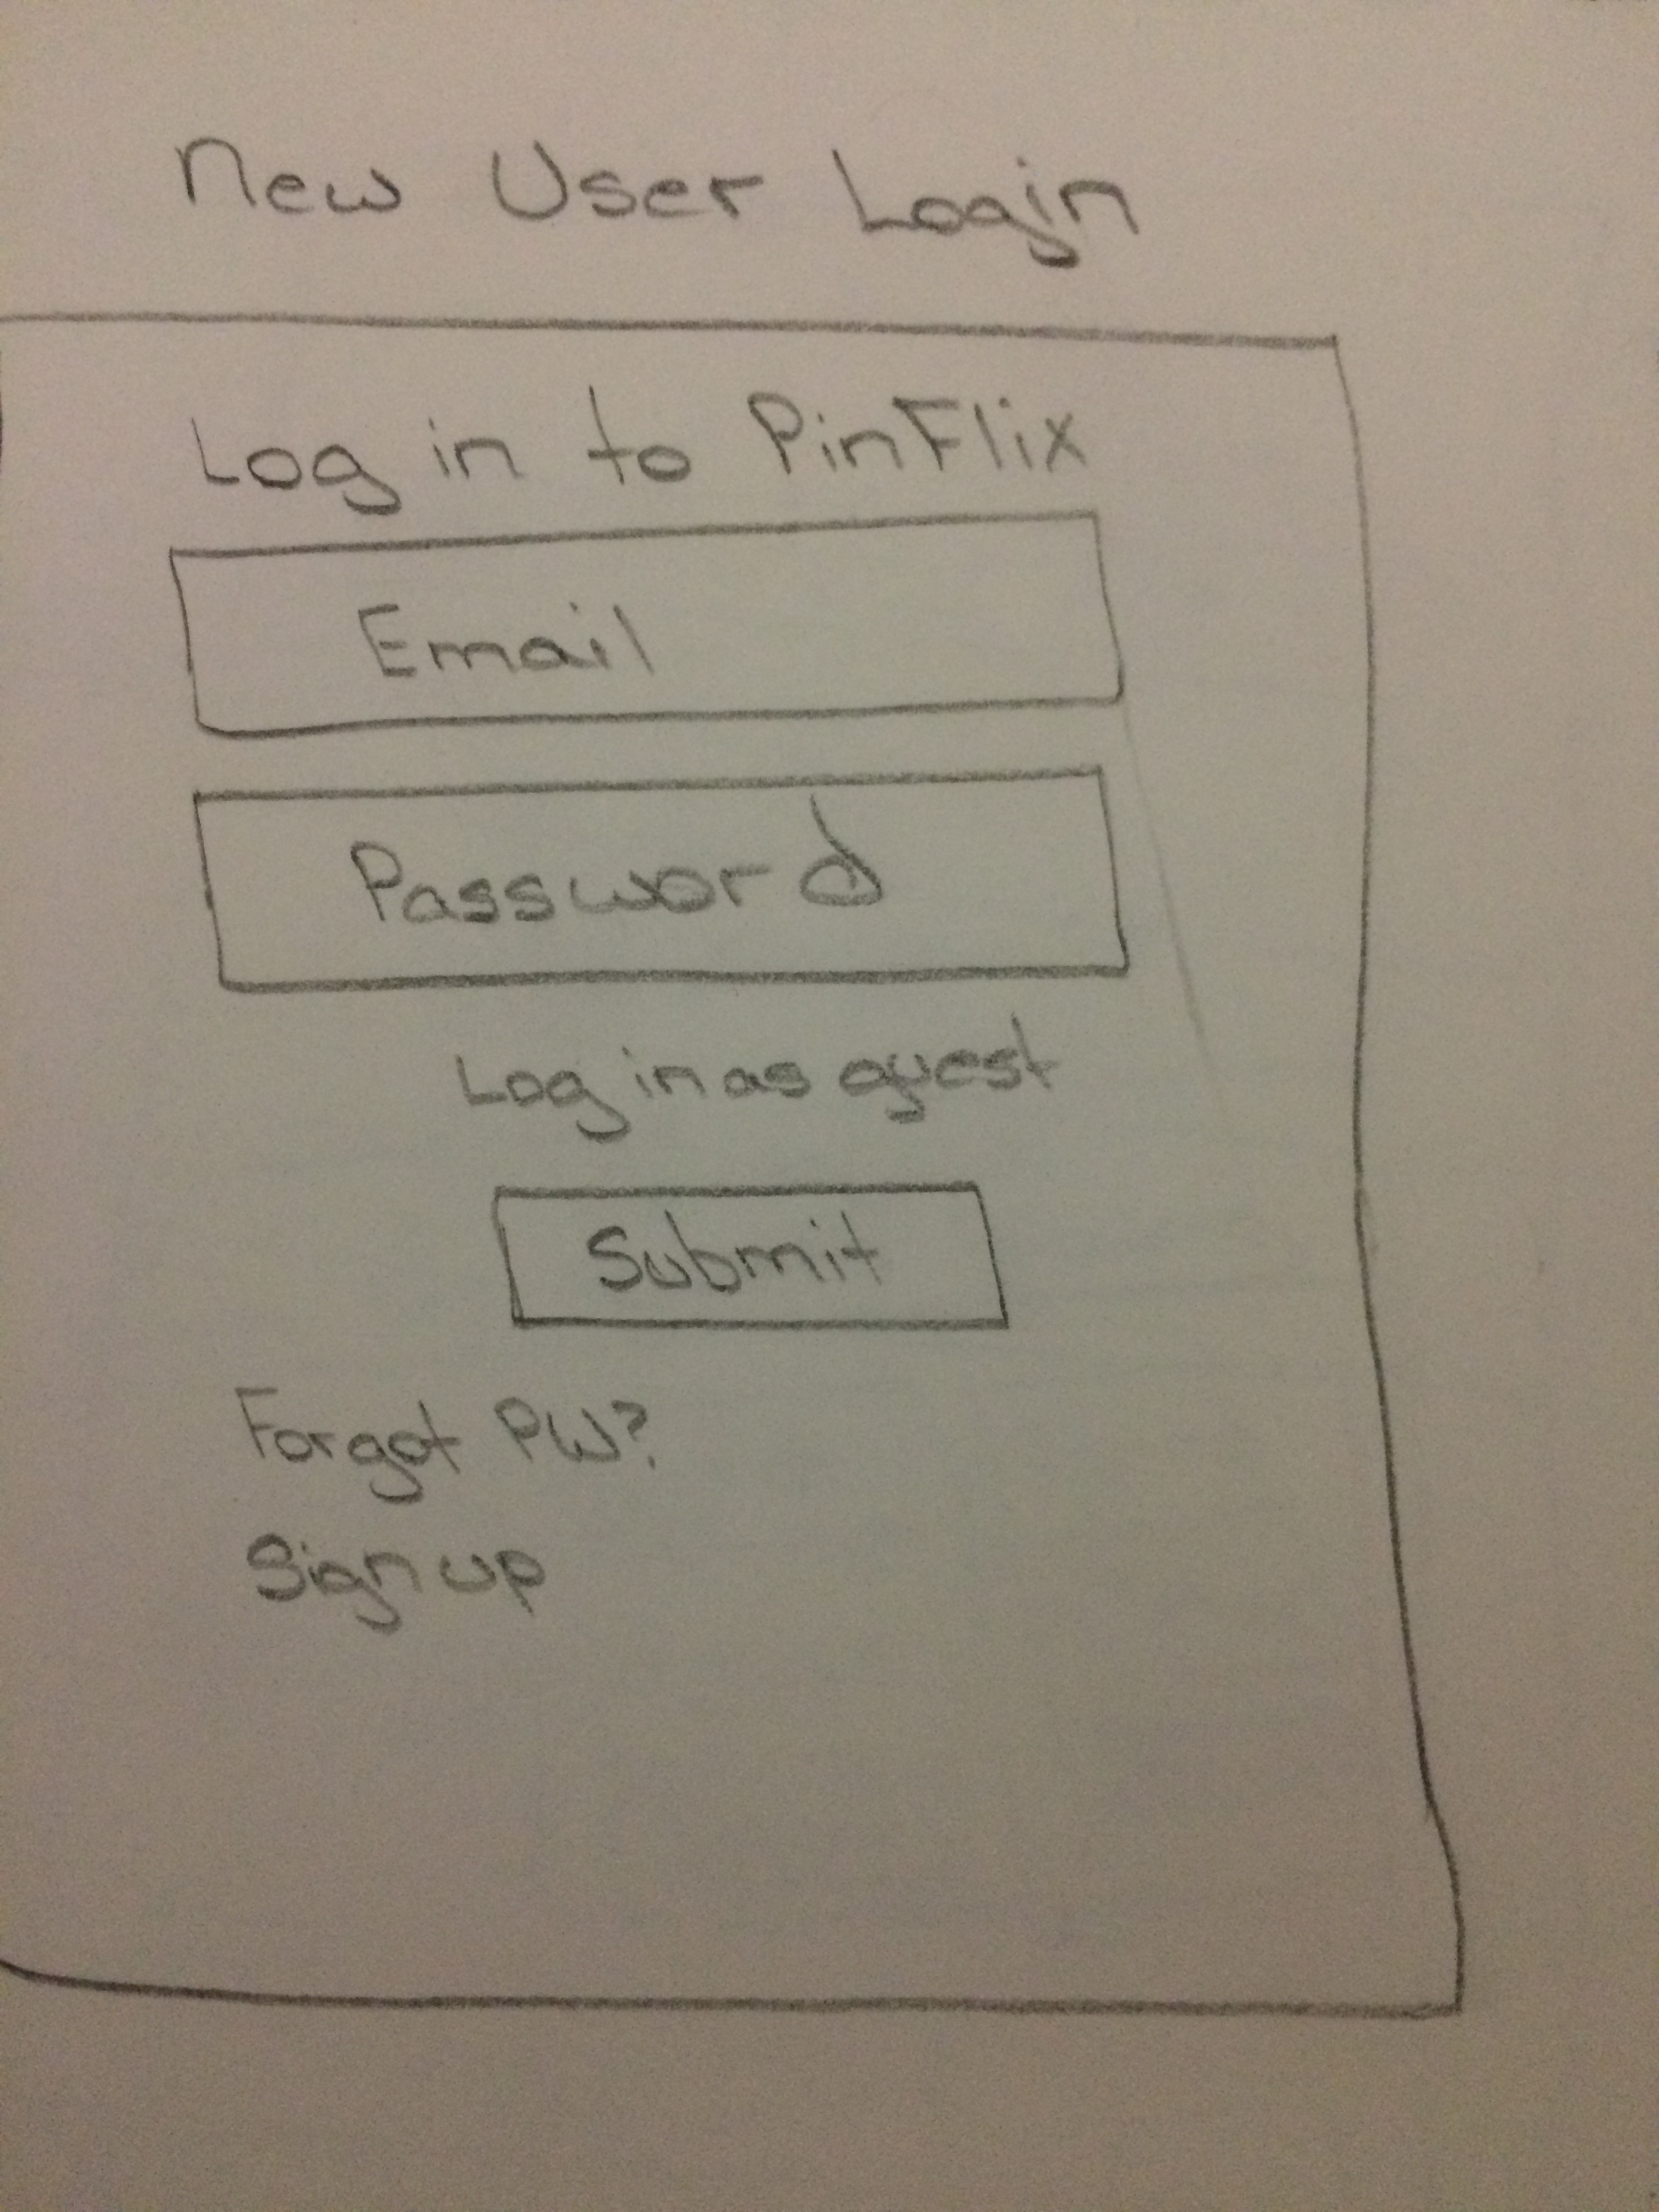 New User Login
Log in to PinFlix
Email
Password
Log in as guest
Submit
Forgot PW?
Sign up